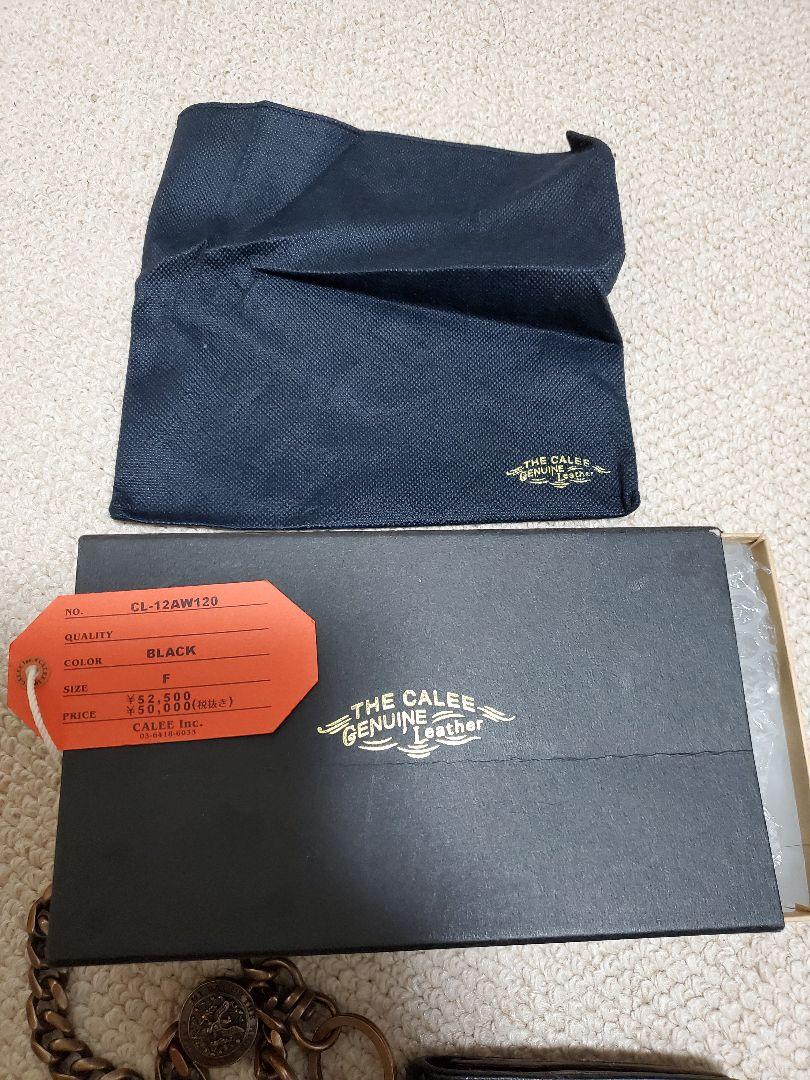 THE CALEE
GENUINE
Leather
NO. CL-12AW120
QUALITY
COLOR BLACK
SIZE F
¥52,500
PRICE ¥50,000(税抜き)
CALEE Inc.
03-6418-6033
THE CALEE
GENUINE
Leather